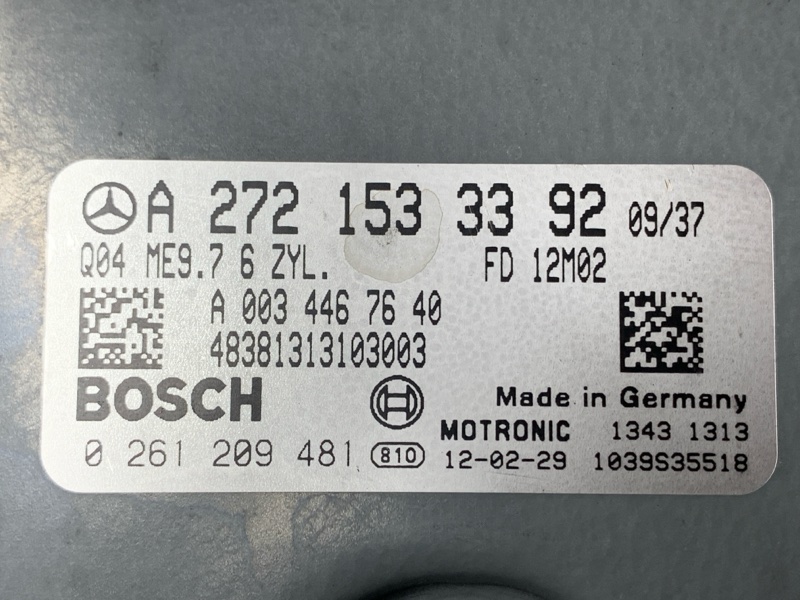 A 272 153 33 92 09/37
Q04 ME9.7 6 ZYL. FD 12M02
A 003 446 76 40
48381313103003
BOSCH Made in Germany
MOTRONIC 1343 1313
0 261 209 481 810 12-02-29 1039S35518